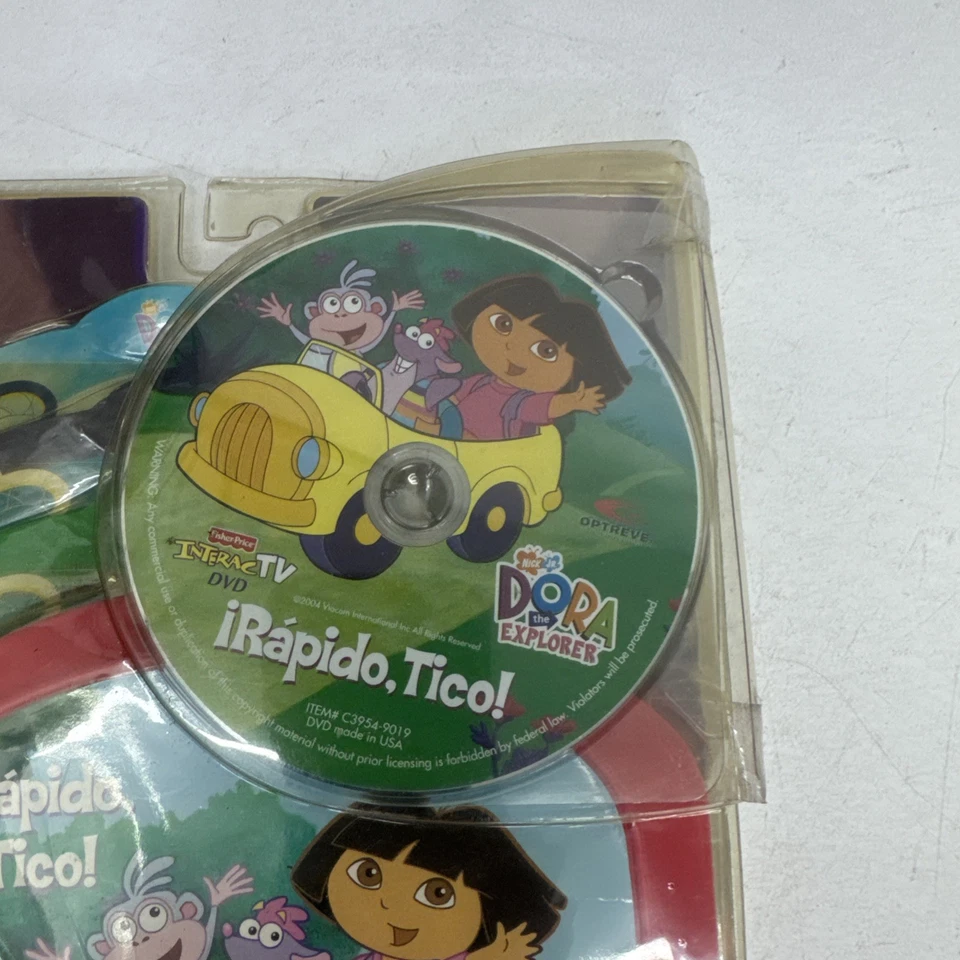 OPTREVE
Fisher-Price
INTERACTV
DVD
NICK JR.
DORA
the
EXPLORER
©2004 Viacom International Inc. All Rights Reserved
¡Rápido, Tico!
ITEM# C3954-9019
DVD made in USA
WARNING: Any commercial use or duplication of this copyright material without prior licensing is forbidden by federal law. Violators will be prosecuted.
ápido,
Tico!